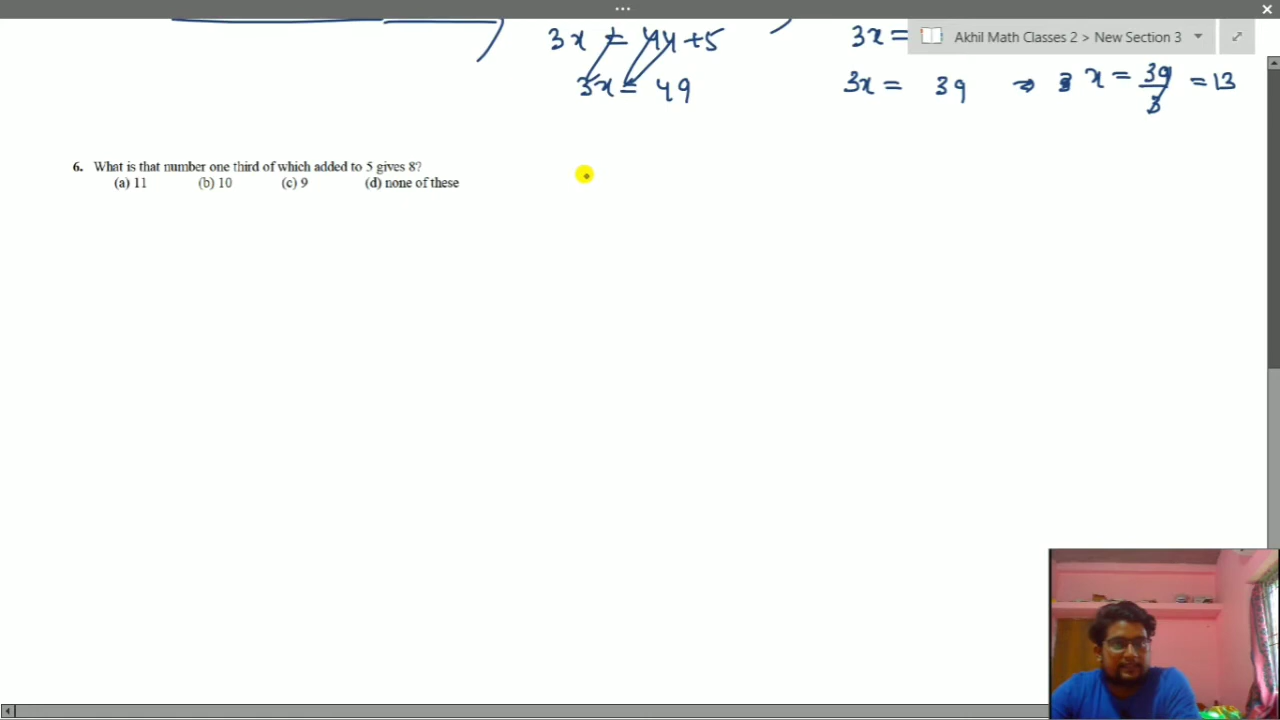 Akhil Math Classes 2 > New Section 3
3x = 44+5
3x =
3x = 49
3x = 39 ⇒ x = 39/3 = 13
6. What is that number one third of which added to 5 gives 8?
(a) 11 (b) 10 (c) 9 (d) none of these